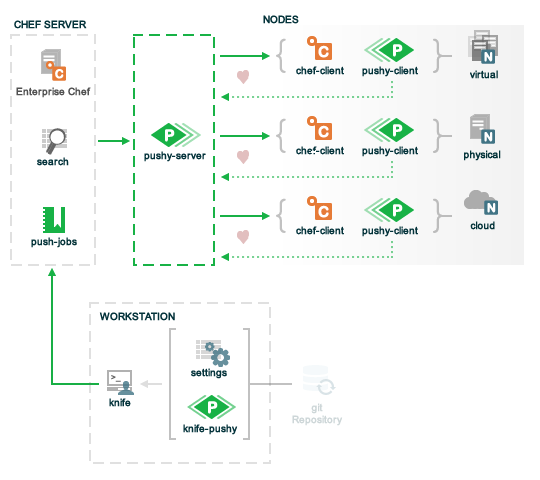 CHEF SERVER
NODES
C
Enterprise Chef
search
push-jobs
P
pushy-server
C
chef-client
P
pushy-client
N
virtual
C
chef-client
P
pushy-client
N
physical
C
chef-client
P
pushy-client
N
cloud
WORKSTATION
>_
knife
settings
P
knife-pushy
git
Repository